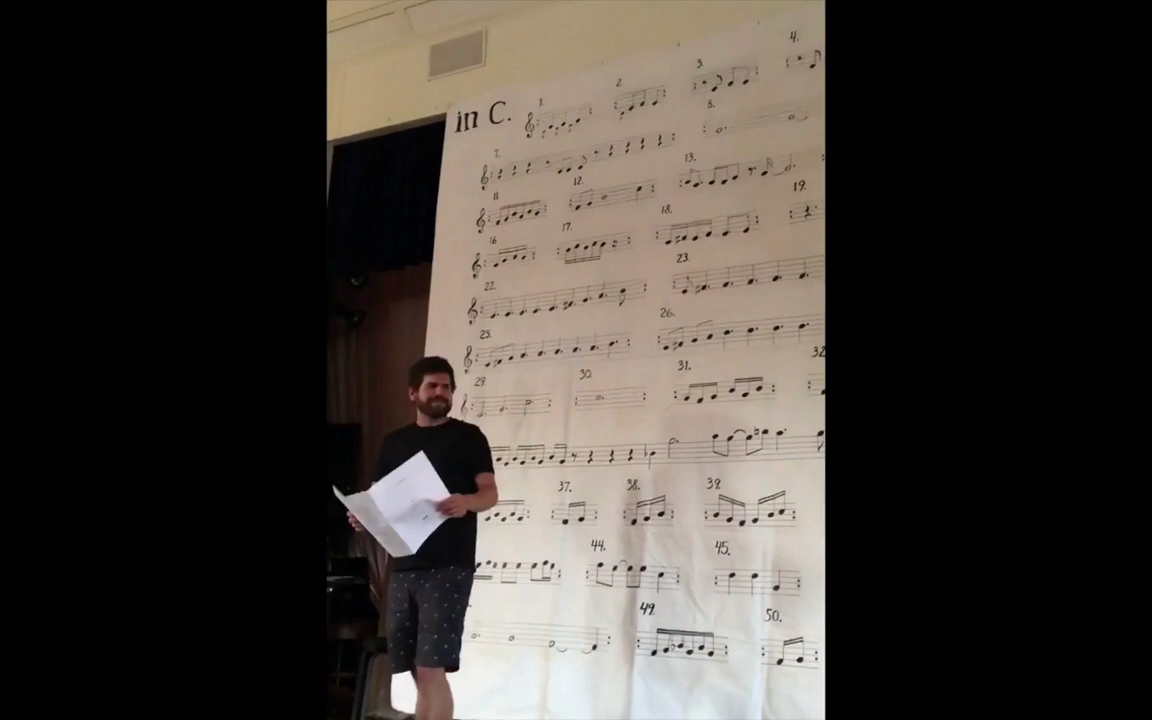 in C.
1. 2. 3. 4.
7. 8.
11 12. 13.
16 17. 18. 19.
22. 23.
25. 26.
29. 30. 31. 32
37. 38. 39.
44. 45.
49. 50.